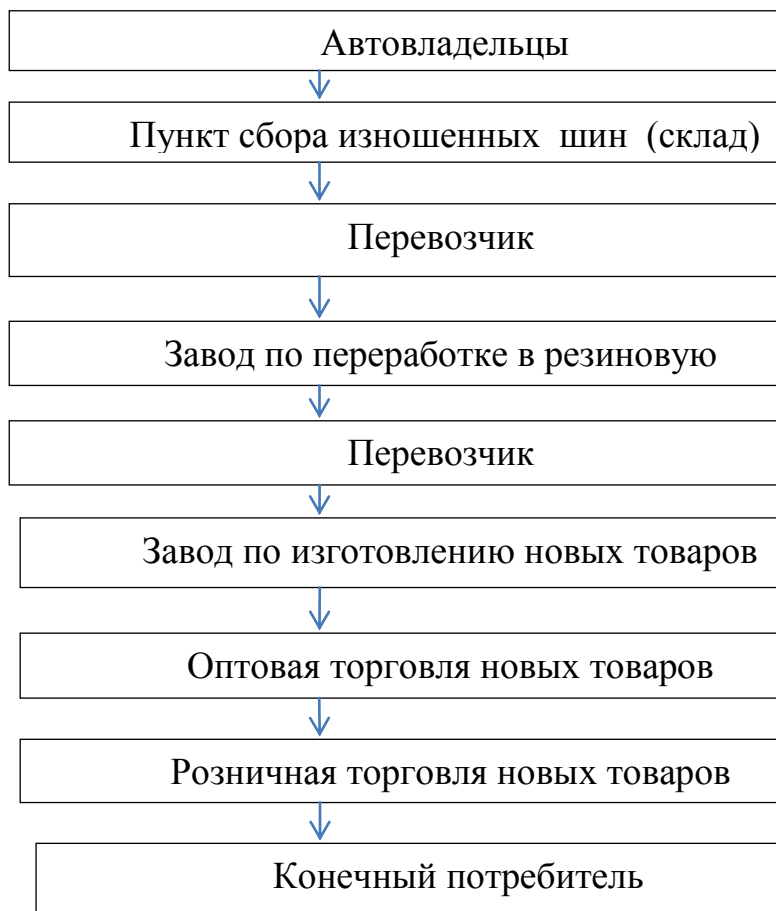 Автовладельцы
Пункт сбора изношенных шин (склад)
Перевозчик
Завод по переработке в резиновую
Перевозчик
Завод по изготовлению новых товаров
Оптовая торговля новых товаров
Розничная торговля новых товаров
Конечный потребитель